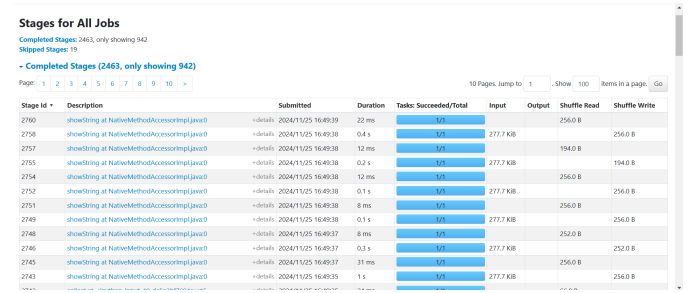 Stages for All Jobs
Completed Stages: 2463, only showing 942
Skipped Stages: 19
Completed Stages (2463, only showing 942)
Page: 1 2 3 4 5 6 7 8 9 10 > 10 Pages. Jump to 1 . Show 100 items in a page. Go
Stage Id ▾ Description Submitted Duration Tasks: Succeeded/Total Input Output Shuffle Read Shuffle Write
2760 showString at NativeMethodAccessorImpl.java:0 +details 2024/11/25 16:49:39 22 ms 1/1 256.0 B
2758 showString at NativeMethodAccessorImpl.java:0 +details 2024/11/25 16:49:38 0.4 s 1/1 277.7 KiB 256.0 B
2757 showString at NativeMethodAccessorImpl.java:0 +details 2024/11/25 16:49:38 12 ms 1/1 194.0 B
2755 showString at NativeMethodAccessorImpl.java:0 +details 2024/11/25 16:49:38 0.2 s 1/1 277.7 KiB 194.0 B
2754 showString at NativeMethodAccessorImpl.java:0 +details 2024/11/25 16:49:38 12 ms 1/1 256.0 B
2752 showString at NativeMethodAccessorImpl.java:0 +details 2024/11/25 16:49:38 0.1 s 1/1 277.7 KiB 256.0 B
2751 showString at NativeMethodAccessorImpl.java:0 +details 2024/11/25 16:49:38 8 ms 1/1 256.0 B
2749 showString at NativeMethodAccessorImpl.java:0 +details 2024/11/25 16:49:38 0.1 s 1/1 277.7 KiB 256.0 B
2748 showString at NativeMethodAccessorImpl.java:0 +details 2024/11/25 16:49:37 8 ms 1/1 252.0 B
2746 showString at NativeMethodAccessorImpl.java:0 +details 2024/11/25 16:49:37 0.3 s 1/1 277.7 KiB 252.0 B
2745 showString at NativeMethodAccessorImpl.java:0 +details 2024/11/25 16:49:37 31 ms 1/1 256.0 B
2743 showString at NativeMethodAccessorImpl.java:0 +details 2024/11/25 16:49:35 1 s 1/1 277.7 KiB 256.0 B